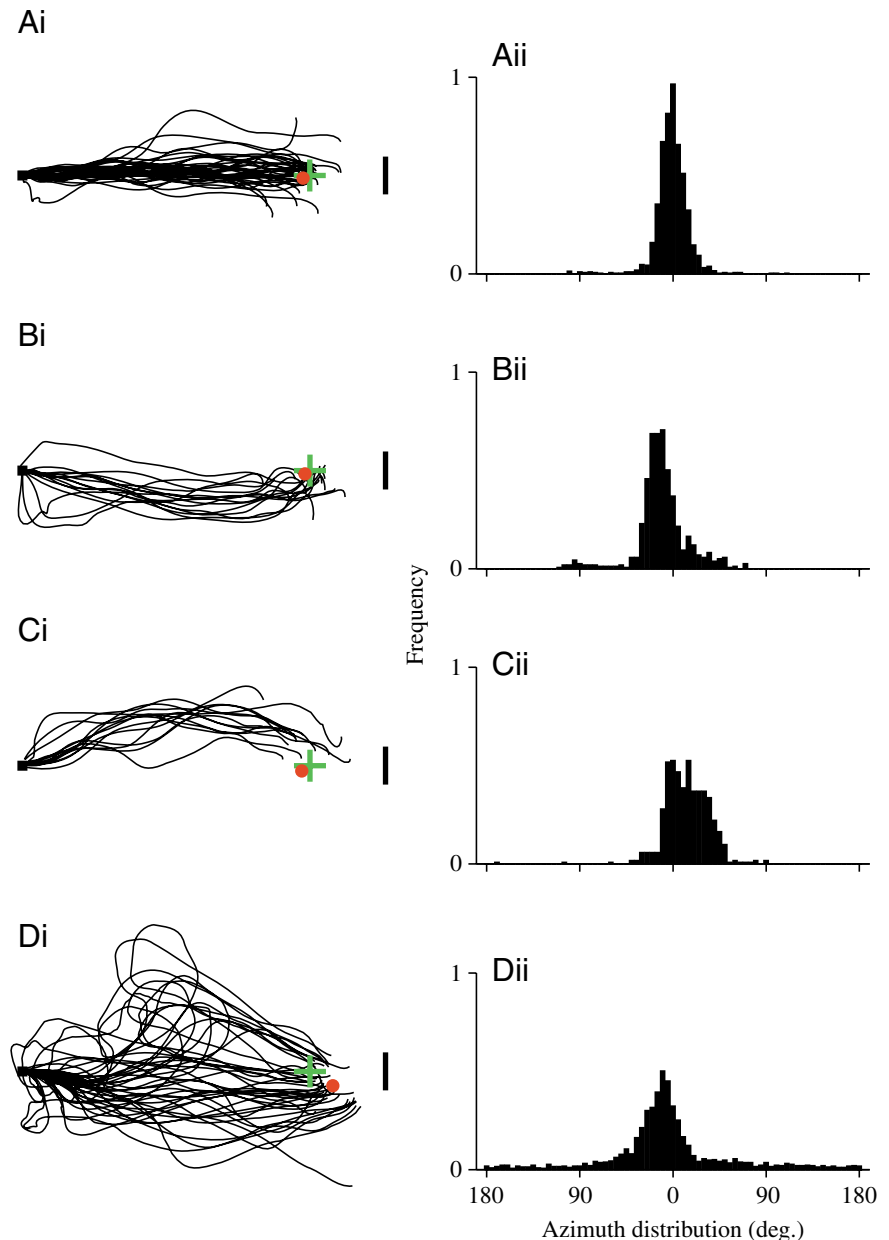 Ai
Aii
1
0
Bi
Bii
1
0
Frequency
Ci
Cii
1
0
Di
Dii
1
0
180 90 0 90 180
Azimuth distribution (deg.)